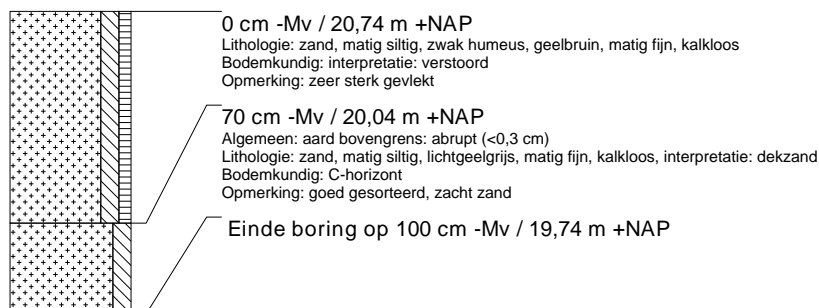 0 cm -Mv / 20,74 m +NAP
Lithologie: zand, matig siltig, zwak humeus, geelbruin, matig fijn, kalkloos
Bodemkundig: interpretatie: verstoord
Opmerking: zeer sterk gevlekt
70 cm -Mv / 20,04 m +NAP
Algemeen: aard bovengrens: abrupt (<0,3 cm)
Lithologie: zand, matig siltig, lichtgeelgrijs, matig fijn, kalkloos, interpretatie: dekzand
Bodemkundig: C-horizont
Opmerking: goed gesorteerd, zacht zand
Einde boring op 100 cm -Mv / 19,74 m +NAP